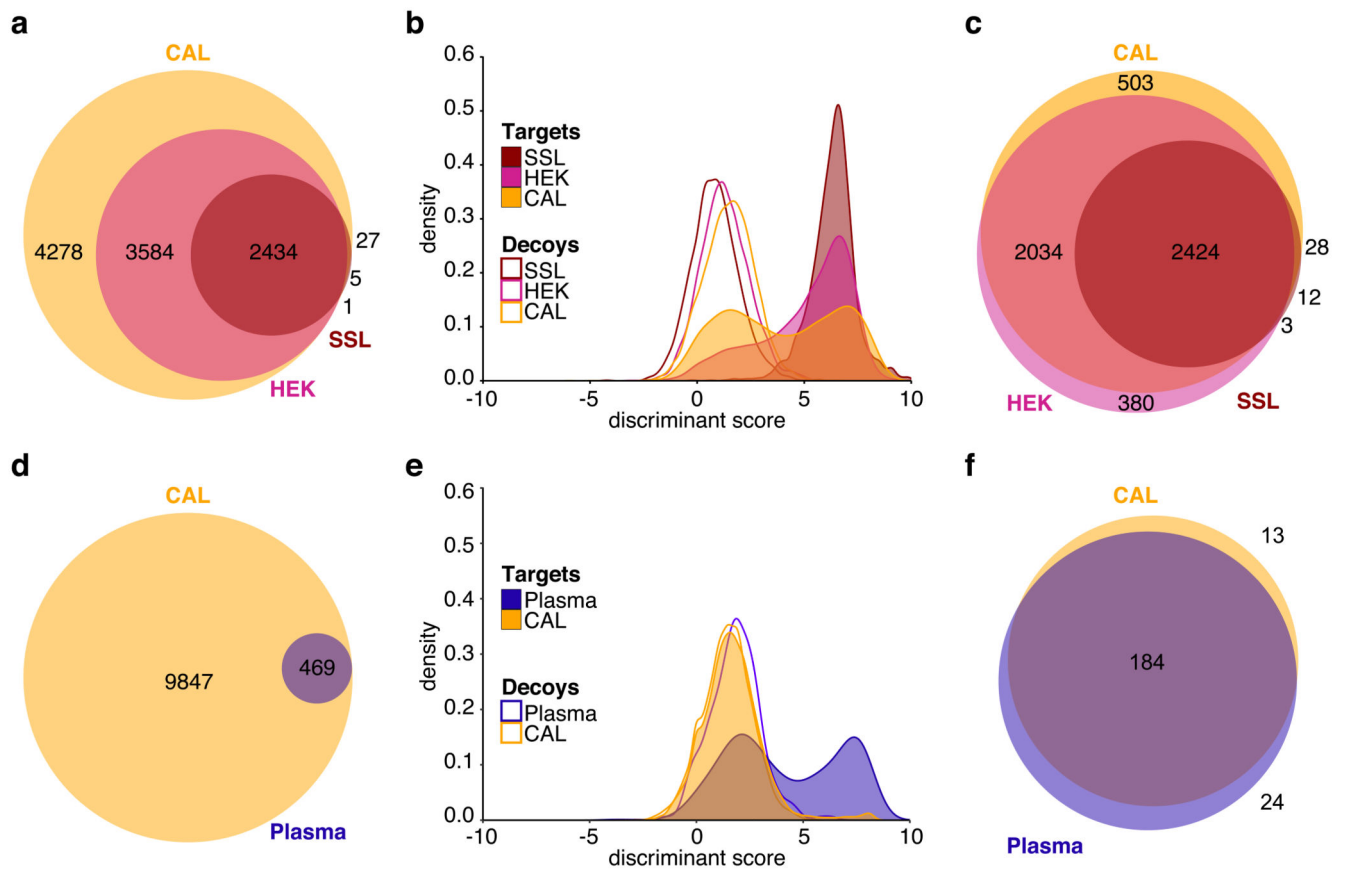 a
CAL
4278
3584
2434
27
5
1
SSL
HEK
b
0.6
0.5
0.4
0.3
0.2
0.1
0.0
density
Targets
SSL
HEK
CAL
Decoys
SSL
HEK
CAL
-10 -5 0 5 10
discriminant score
c
CAL
503
2034
2424
28
12
3
HEK
380
SSL
d
CAL
9847
469
Plasma
e
0.6
0.5
0.4
0.3
0.2
0.1
0.0
density
Targets
Plasma
CAL
Decoys
Plasma
CAL
-10 -5 0 5 10
discriminant score
f
CAL
13
184
24
Plasma